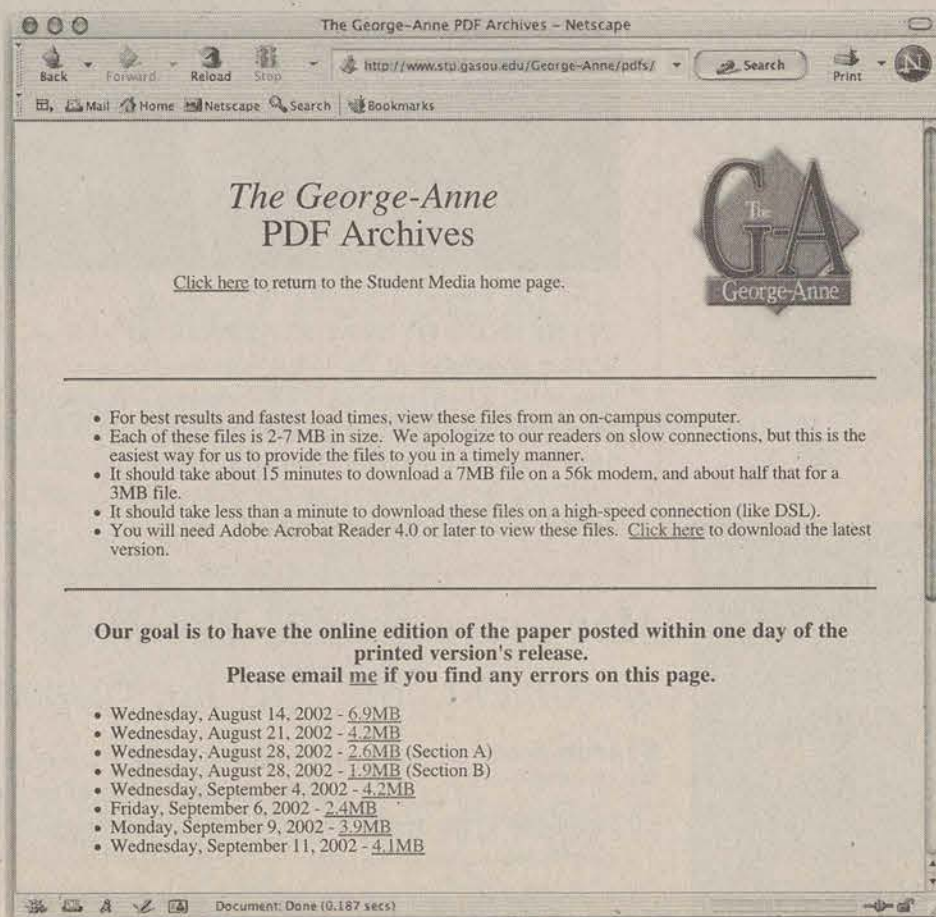 The George-Anne PDF Archives – Netscape
Back
Forward
Reload
Stop
http://www.stp.gasou.edu/George-Anne/pdfs/
Search
Print
N
Mail Home Netscape Search Bookmarks
The George-Anne
PDF Archives
Click here to return to the Student Media home page.
The
GA
George-Anne
• For best results and fastest load times, view these files from an on-campus computer.
• Each of these files is 2-7 MB in size. We apologize to our readers on slow connections, but this is the
easiest way for us to provide the files to you in a timely manner.
• It should take about 15 minutes to download a 7MB file on a 56k modem, and about half that for a
3MB file.
• It should take less than a minute to download these files on a high-speed connection (like DSL).
• You will need Adobe Acrobat Reader 4.0 or later to view these files. Click here to download the latest
version.
Our goal is to have the online edition of the paper posted within one day of the
printed version's release.
Please email me if you find any errors on this page.
• Wednesday, August 14, 2002 - 6.9MB
• Wednesday, August 21, 2002 - 4.2MB
• Wednesday, August 28, 2002 - 2.6MB (Section A)
• Wednesday, August 28, 2002 - 1.9MB (Section B)
• Wednesday, September 4, 2002 - 4.2MB
• Friday, September 6, 2002 - 2.4MB
• Monday, September 9, 2002 - 3.9MB
• Wednesday, September 11, 2002 - 4.1MB
Document: Done (0.187 secs)